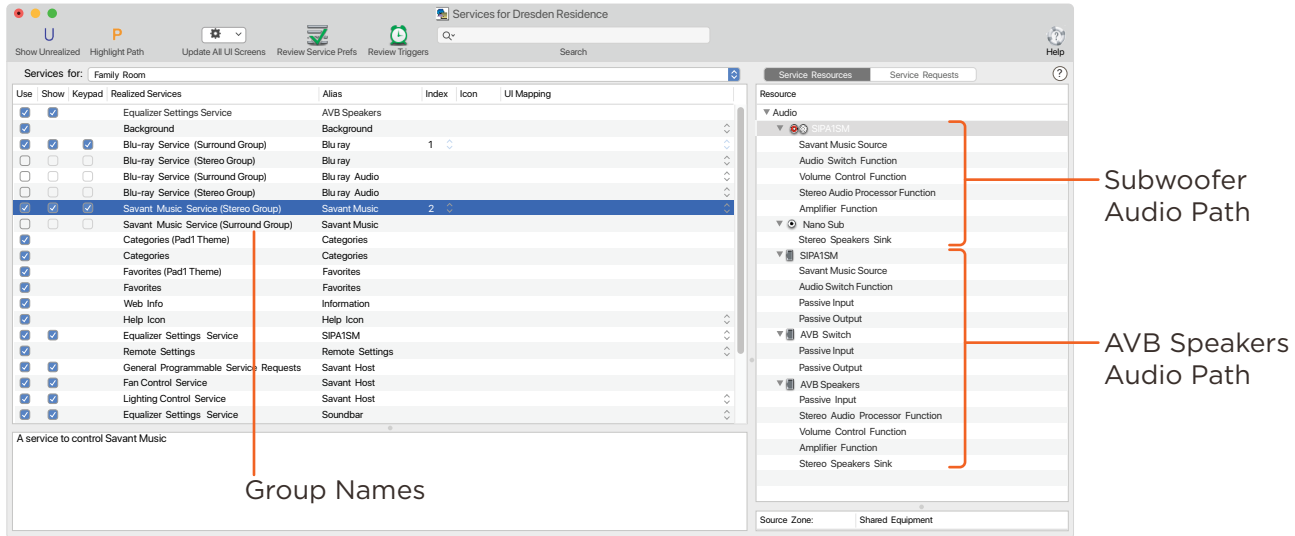 Services for Dresden Residence
U P
Show Unrealized Highlight Path Update All UI Screens Review Service Prefs Review Triggers Search Help
Services for: Family Room Service Resources Service Requests ?
Use Show Keypad Realized Services Alias Index Icon UI Mapping
Equalizer Settings Service AVB Speakers
Background Background
Blu-ray Service (Surround Group) Blu ray 1
Blu-ray Service (Stereo Group) Blu ray
Blu-ray Service (Surround Group) Blu ray Audio
Blu-ray Service (Stereo Group) Blu ray Audio
Savant Music Service (Stereo Group) Savant Music 2
Savant Music Service (Surround Group) Savant Music
Categories (Pad1 Theme) Categories
Categories Categories
Favorites (Pad1 Theme) Favorites
Favorites Favorites
Web Info Information
Help Icon Help Icon
Equalizer Settings Service SIPA1SM
Remote Settings Remote Settings
General Programmable Service Requests Savant Host
Fan Control Service Savant Host
Lighting Control Service Savant Host
Equalizer Settings Service Soundbar
A service to control Savant Music
Group Names
Resource
Audio
SIPA1SM
Savant Music Source
Audio Switch Function
Volume Control Function
Stereo Audio Processor Function
Amplifier Function
Nano Sub
Stereo Speakers Sink
SIPA1SM
Savant Music Source
Audio Switch Function
Passive Input
Passive Output
AVB Switch
Passive Input
Passive Output
AVB Speakers
Passive Input
Stereo Audio Processor Function
Volume Control Function
Amplifier Function
Stereo Speakers Sink
Source Zone: Shared Equipment
Subwoofer
Audio Path
AVB Speakers
Audio Path